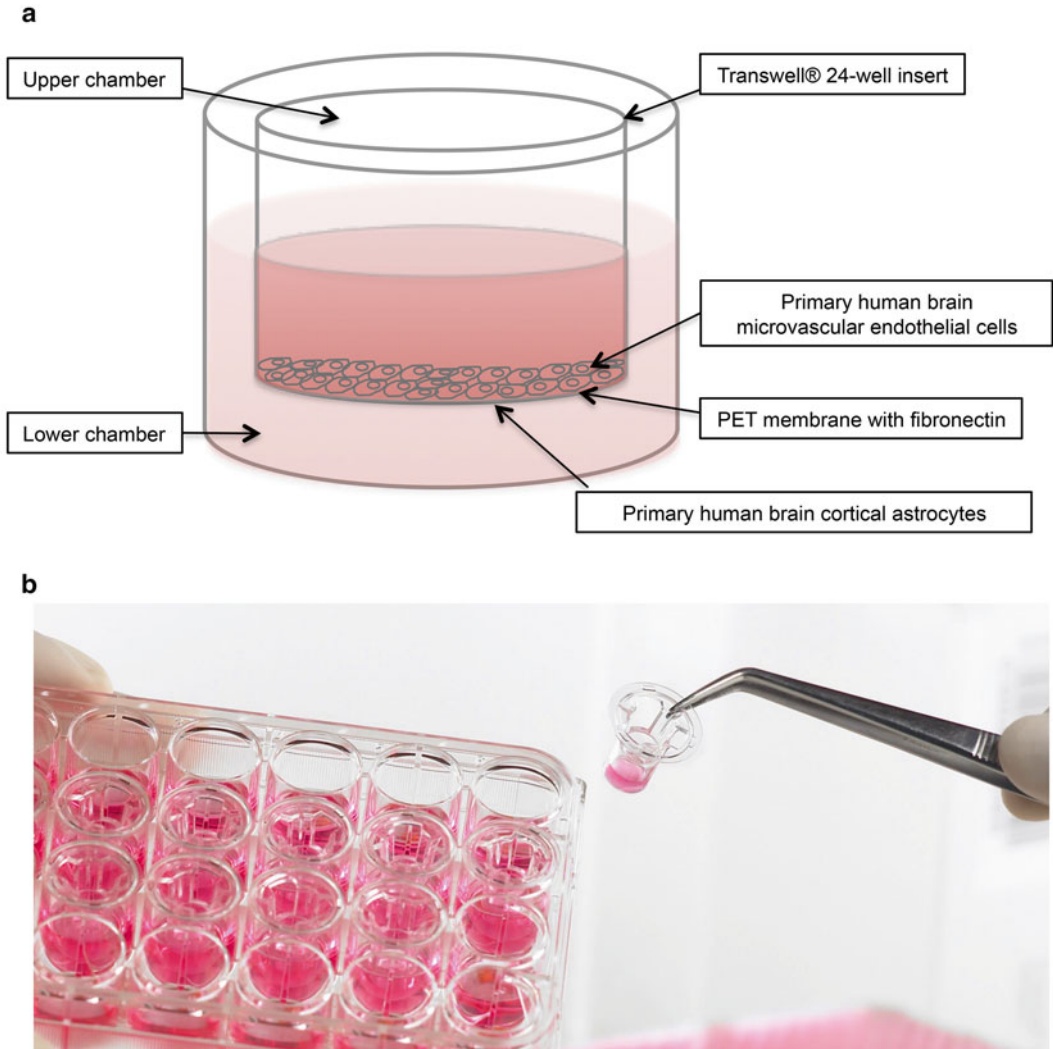 a
Upper chamber
Transwell® 24-well insert
Primary human brain
microvascular endothelial cells
PET membrane with fibronectin
Lower chamber
Primary human brain cortical astrocytes
b